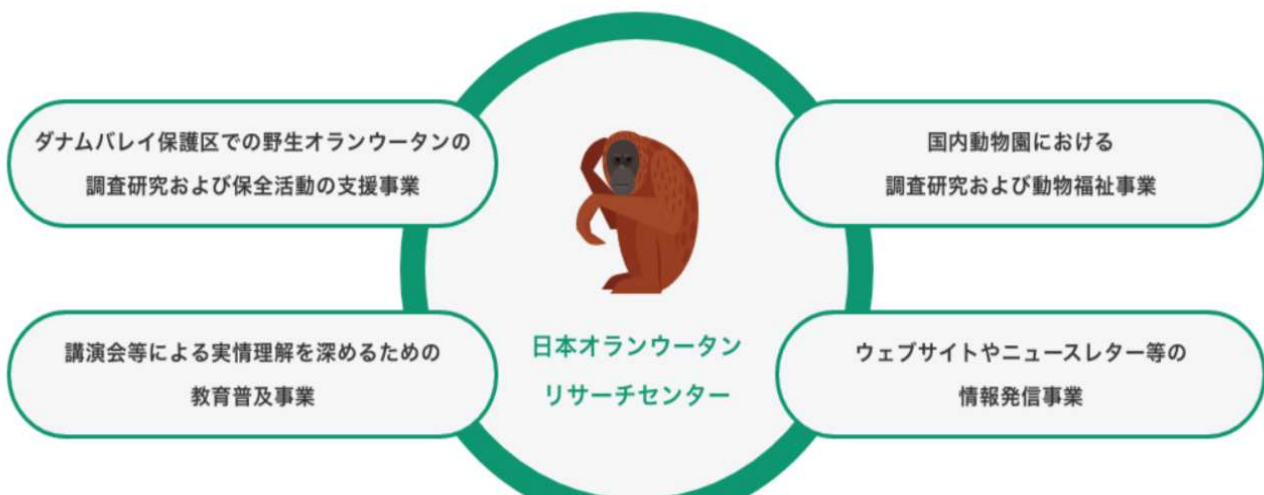 ダナムバレイ保護区での野生オランウータンの
調査研究および保全活動の支援事業
国内動物園における
調査研究および動物福祉事業
講演会等による実情理解を深めるための
教育普及事業
日本オランウータン
リサーチセンター
ウェブサイトやニュースレター等の
情報発信事業